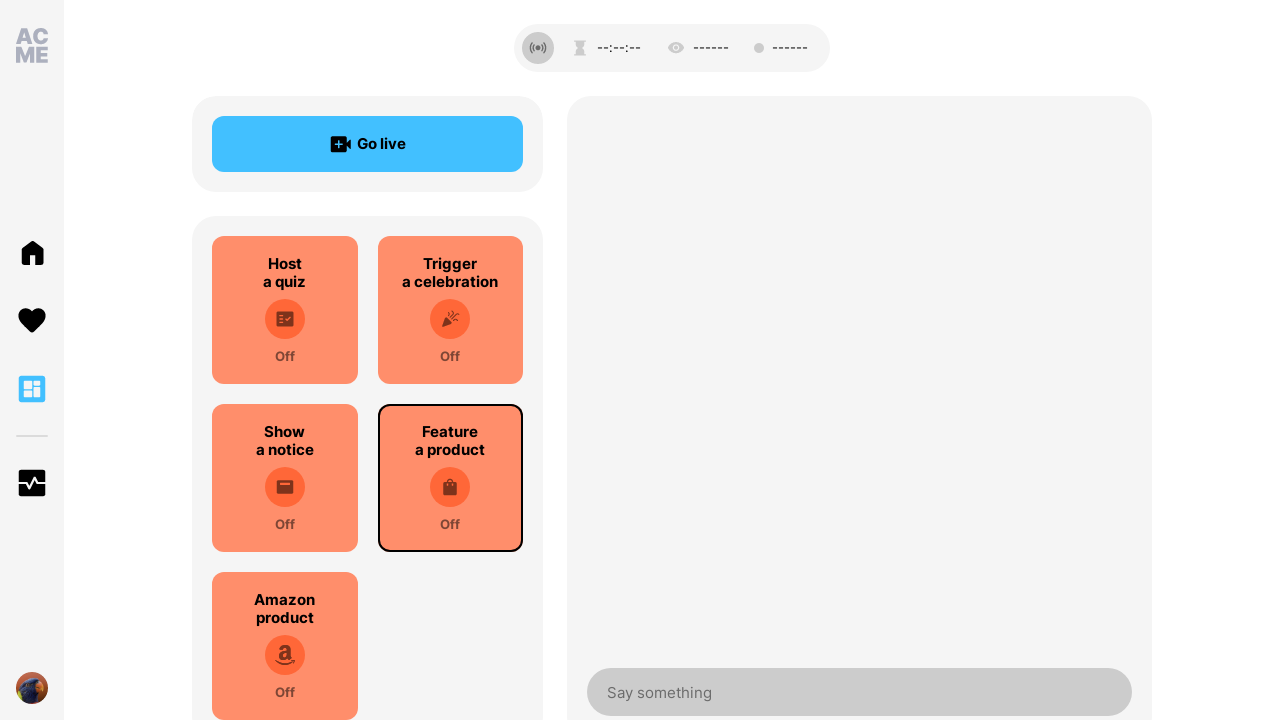 AC
ME
--:--:--
------
------
Go live
Host
a quiz
Off
Trigger
a celebration
Off
Show
a notice
Off
Feature
a product
Off
Amazon
product
a
Off
Say something